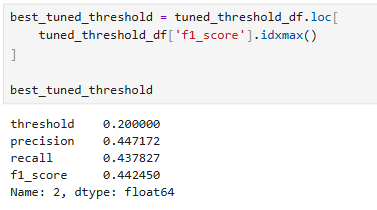 best_tuned_threshold = tuned_threshold_df.loc[
    tuned_threshold_df['f1_score'].idxmax()
]
best_tuned_threshold
threshold    0.200000
precision    0.447172
recall       0.437827
f1_score     0.442450
Name: 2, dtype: float64